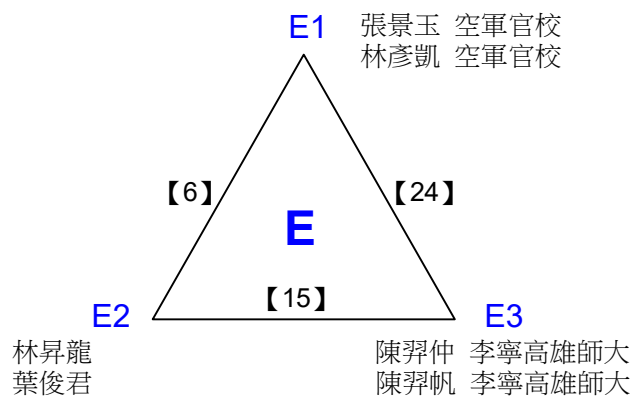 E1
張景玉 空軍官校
林彥凱 空軍官校
【6】
【24】
E
【15】
E2
E3
林昇龍
葉俊君
陳羿仲 李寧高雄師大
陳羿帆 李寧高雄師大